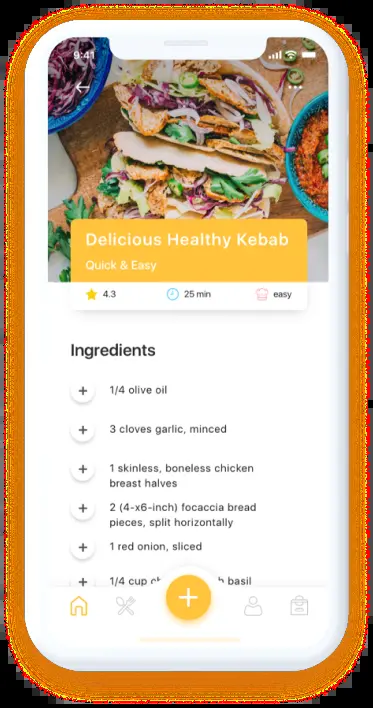 9:41
Delicious Healthy Kebab
Quick & Easy
4.3
25 min
easy
Ingredients
1/4 olive oil
3 cloves garlic, minced
1 skinless, boneless chicken
breast halves
2 (4-x6-inch) focaccia bread
pieces, split horizontally
1 red onion, sliced
1/4 cup basil